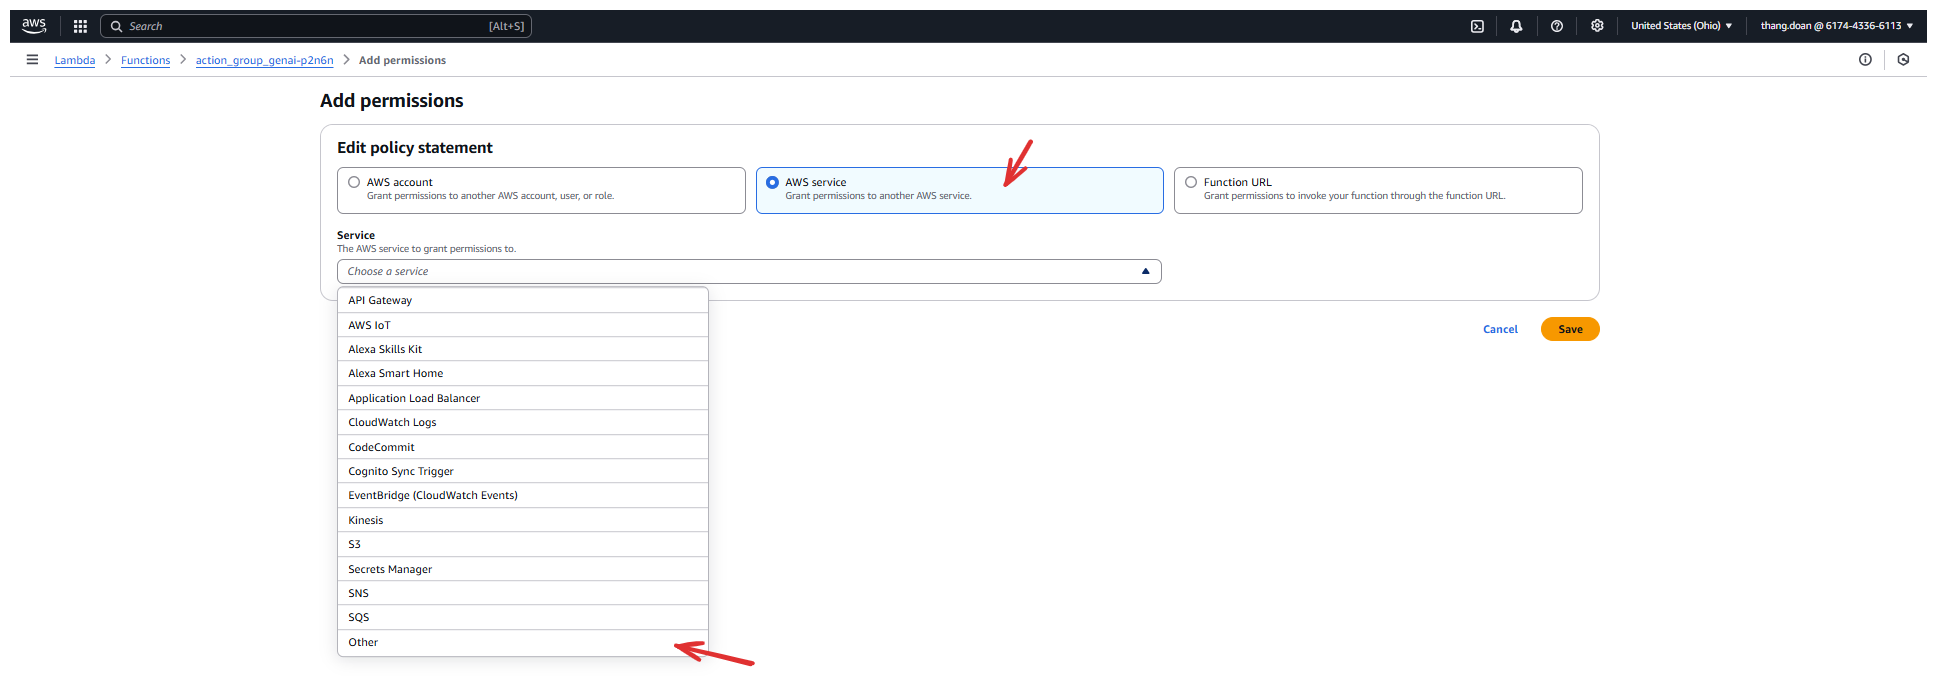 aws
Search [Alt+S]
United States (Ohio)
thang.doan @ 6174-4336-6113
Lambda > Functions > action_group_genai-p2n6n > Add permissions
Add permissions
Edit policy statement
AWS account
Grant permissions to another AWS account, user, or role.
AWS service
Grant permissions to another AWS service.
Function URL
Grant permissions to invoke your function through the function URL.
Service
The AWS service to grant permissions to.
Choose a service
API Gateway
AWS IoT
Alexa Skills Kit
Alexa Smart Home
Application Load Balancer
CloudWatch Logs
CodeCommit
Cognito Sync Trigger
EventBridge (CloudWatch Events)
Kinesis
S3
Secrets Manager
SNS
SQS
Other
Cancel
Save